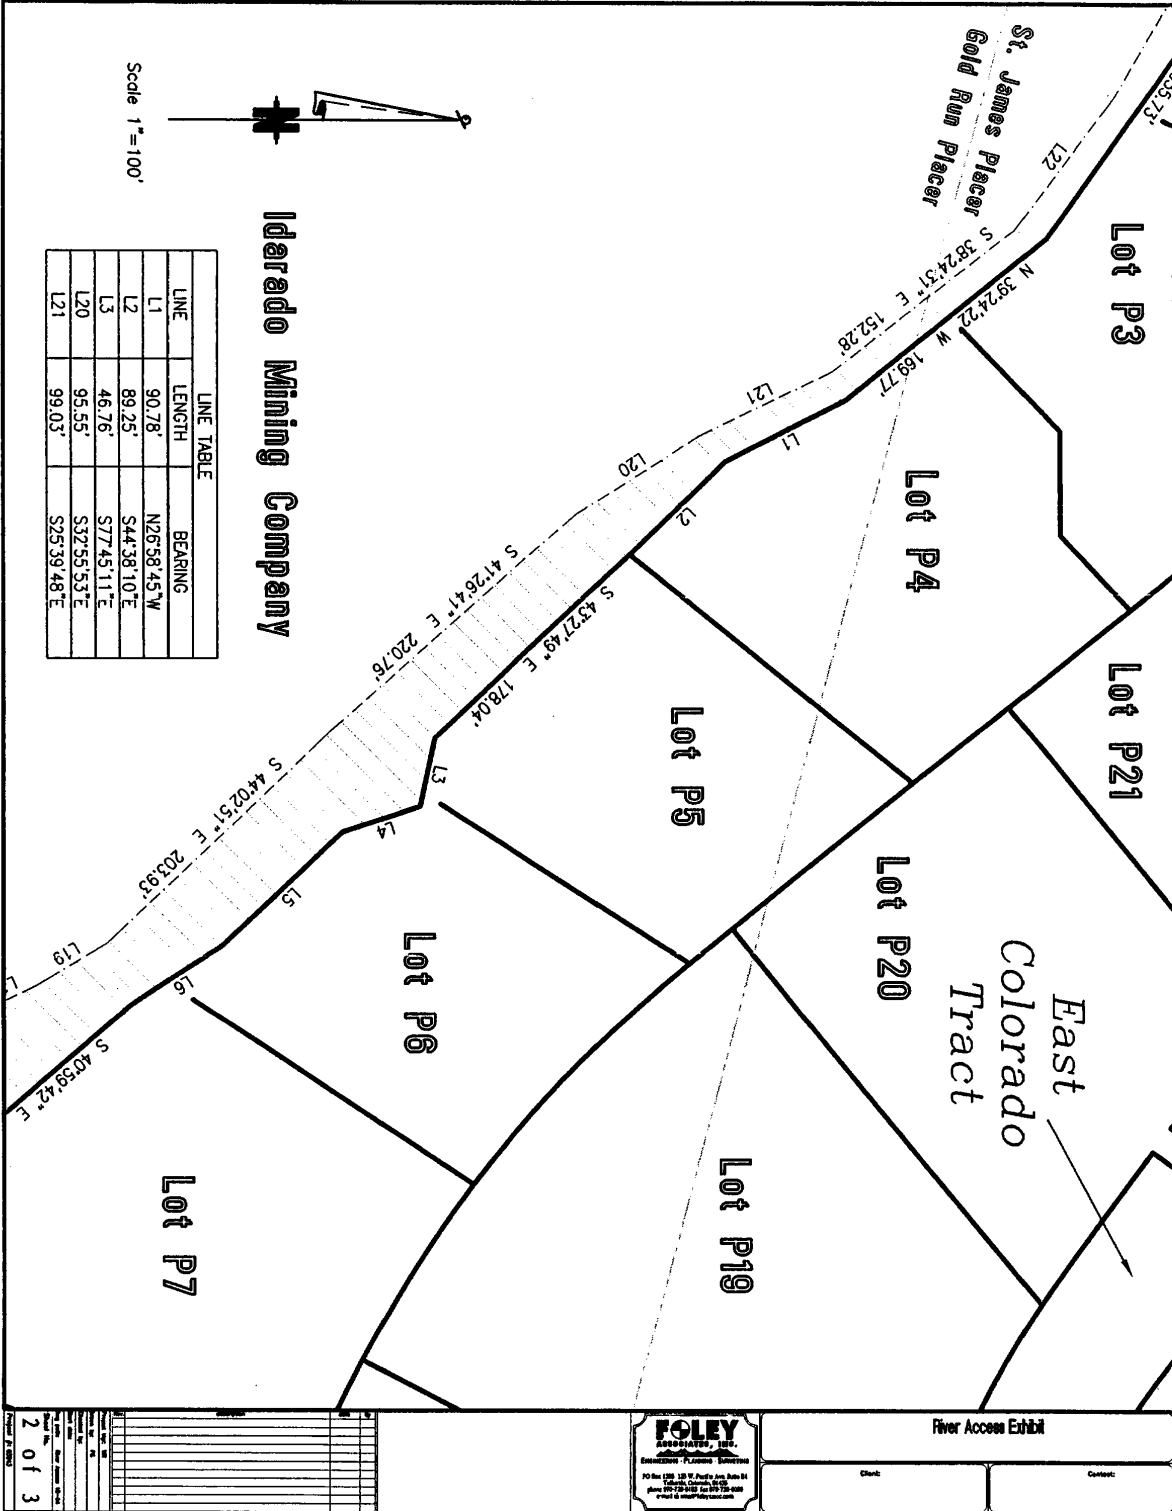 St. James Placer
Gold Run Placer
L22
Lot P3
S 38°24'31" E 152.28'
N 39°24'22 W 169.77'
Scale 1"=100'
N
Idarado Mining Company
L21
L1
L20
L2
Lot P4
Lot P21
S 41°26'41" E 220.76'
S 43°27'49" E 178.04'
Lot P5
L3
L4
Lot P20
East
Colorado
Tract
S 44°02'51" E 203.93'
L5
Lot P6
L19
L6
S 40°59'42" E
Lot P7
Lot P19
LINE TABLE
LINE LENGTH BEARING
L1 90.78' N26°58'45"W
L2 89.25' S44°38'10"E
L3 46.76' S77°45'11"E
L20 95.55' S32°55'53"E
L21 99.03' S25°39'48"E
River Access Exhibit
Client:
Contact:
FOLEY
ASSOCIATES, INC.
ENGINEERING · PLANNING · SURVEYING
Sheet No.
2 of 3